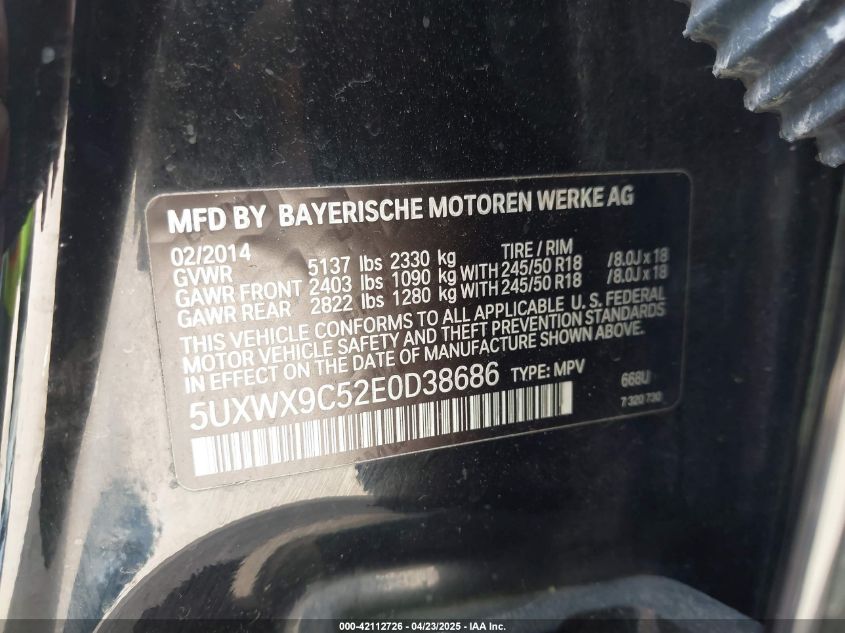 MFD BY BAYERISCHE MOTOREN WERKE AG
02/2014 TIRE / RIM
GVWR 5137 lbs 2330 kg
GAWR FRONT 2403 lbs 1090 kg WITH 245/50 R18 /8.0J x 18
GAWR REAR 2822 lbs 1280 kg WITH 245/50 R18 /8.0J x 18
THIS VEHICLE CONFORMS TO ALL APPLICABLE U. S. FEDERAL
MOTOR VEHICLE SAFETY AND THEFT PREVENTION STANDARDS
IN EFFECT ON THE DATE OF MANUFACTURE SHOWN ABOVE.
5UXWX9C52E0D38686 TYPE: MPV 668U
7 320 730
000-42112726 - 04/23/2025 - IAA Inc.